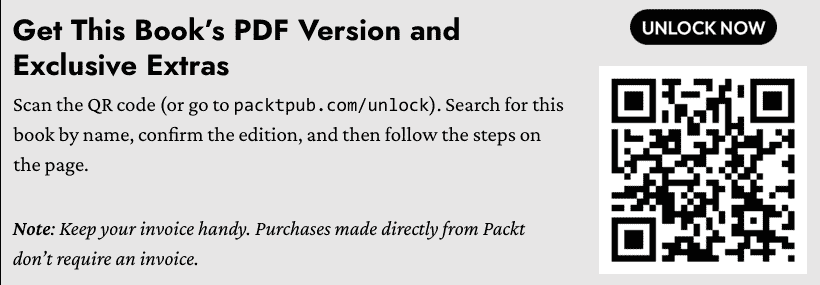 Get This Book’s PDF Version and
Exclusive Extras
UNLOCK NOW
Scan the QR code (or go to packtpub.com/unlock). Search for this
book by name, confirm the edition, and then follow the steps on
the page.
Note: Keep your invoice handy. Purchases made directly from Packt
don’t require an invoice.